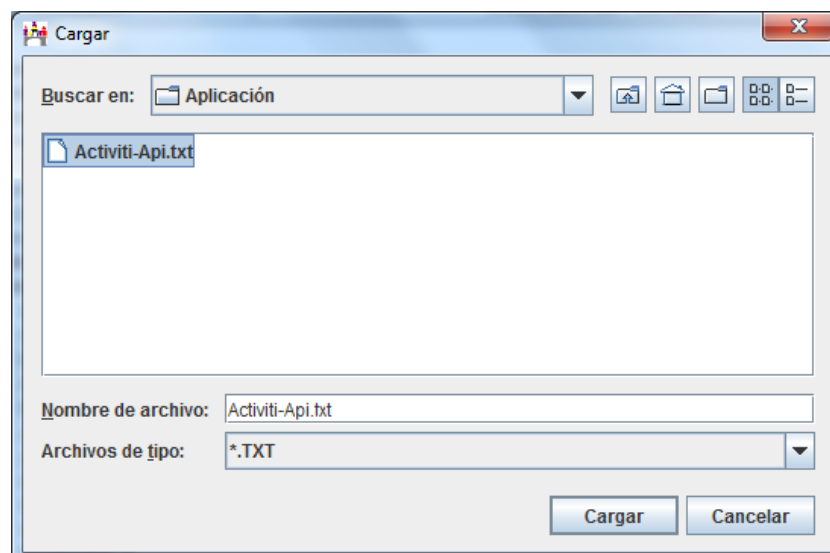 Cargar
Buscar en: Aplicación
Activiti-Api.txt
Nombre de archivo: Activiti-Api.txt
Archivos de tipo: *.TXT
Cargar Cancelar